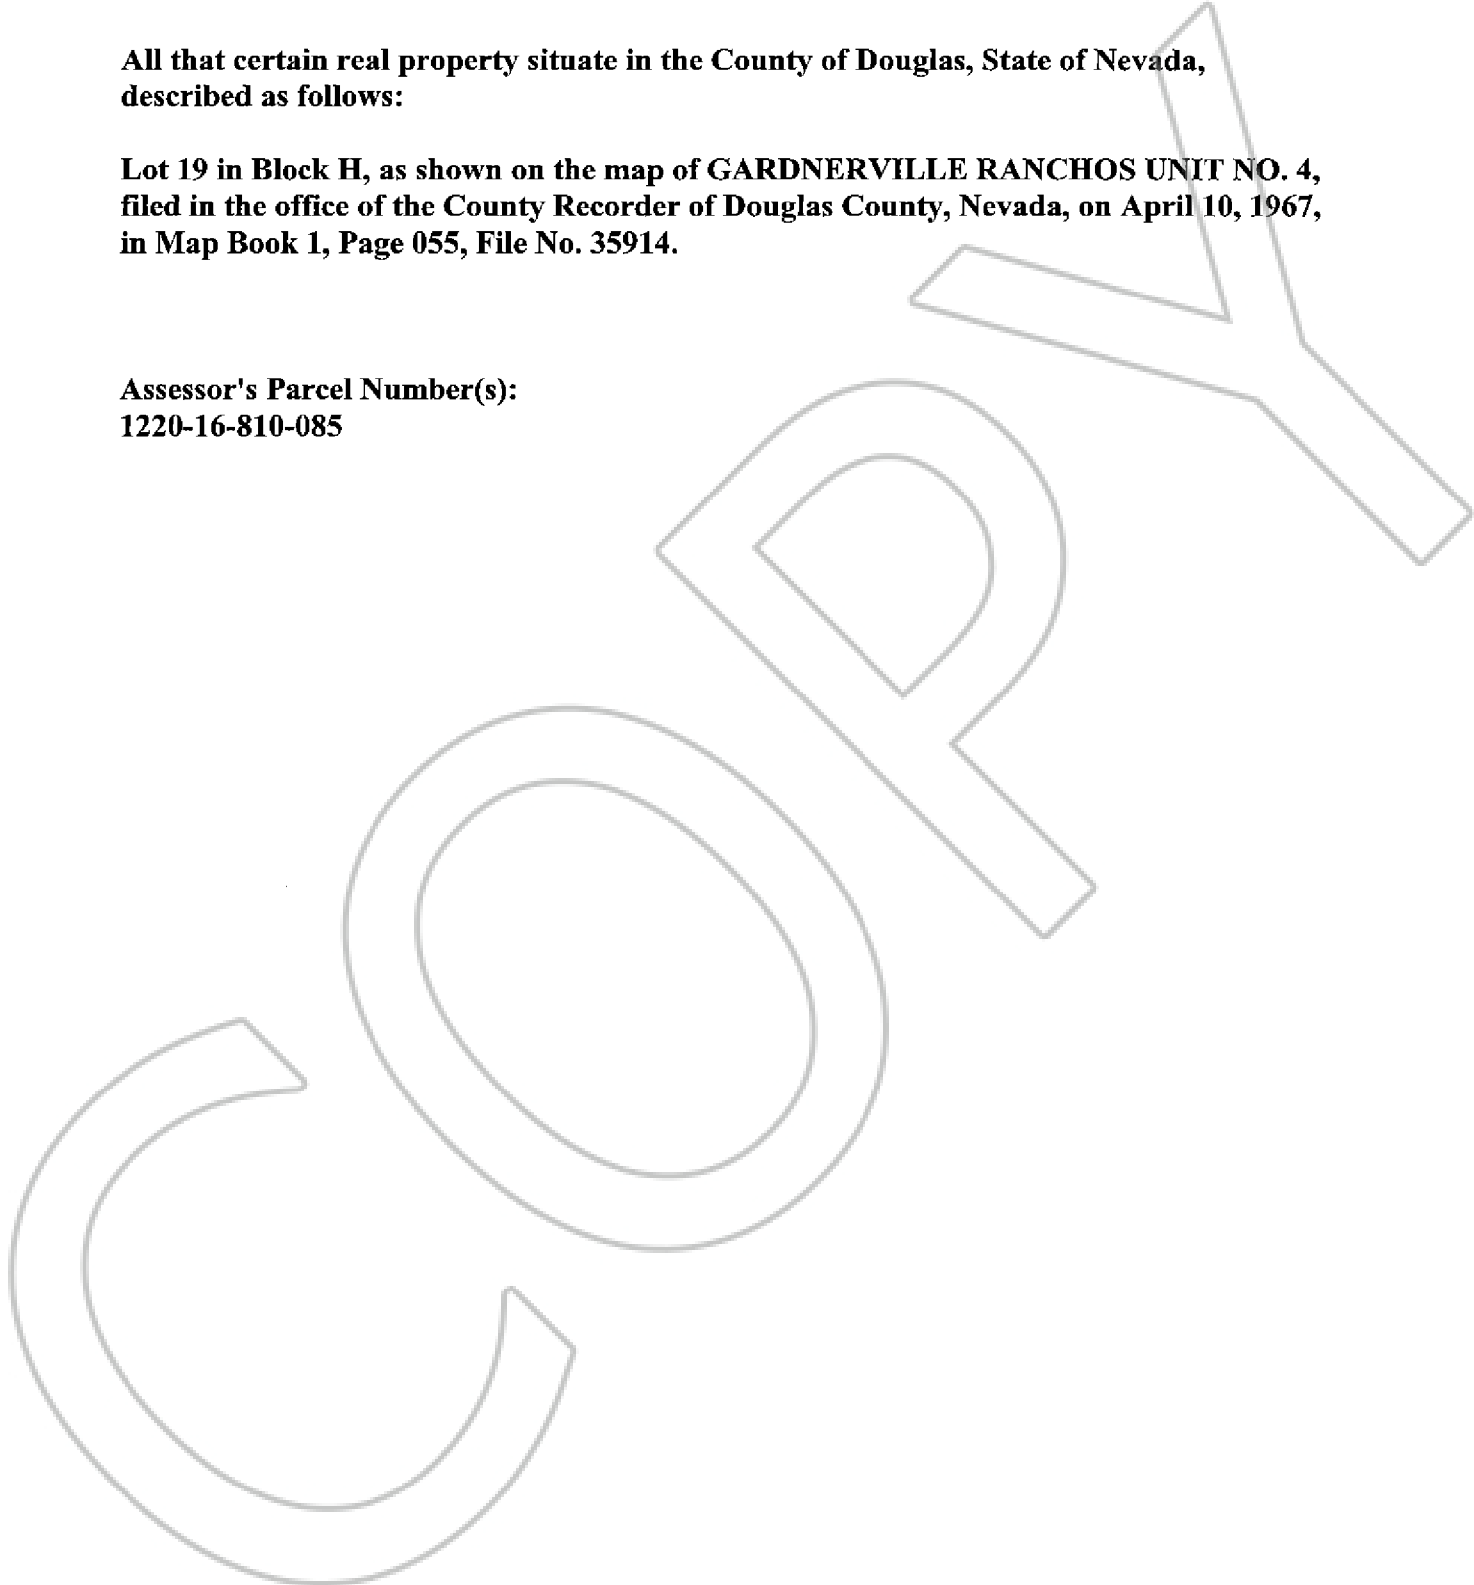 All that certain real property situate in the County of Douglas, State of Nevada,
described as follows:
Lot 19 in Block H, as shown on the map of GARDNERVILLE RANCHOS UNIT NO. 4,
filed in the office of the County Recorder of Douglas County, Nevada, on April 10, 1967,
in Map Book 1, Page 055, File No. 35914.
Assessor's Parcel Number(s):
1220-16-810-085
COPY